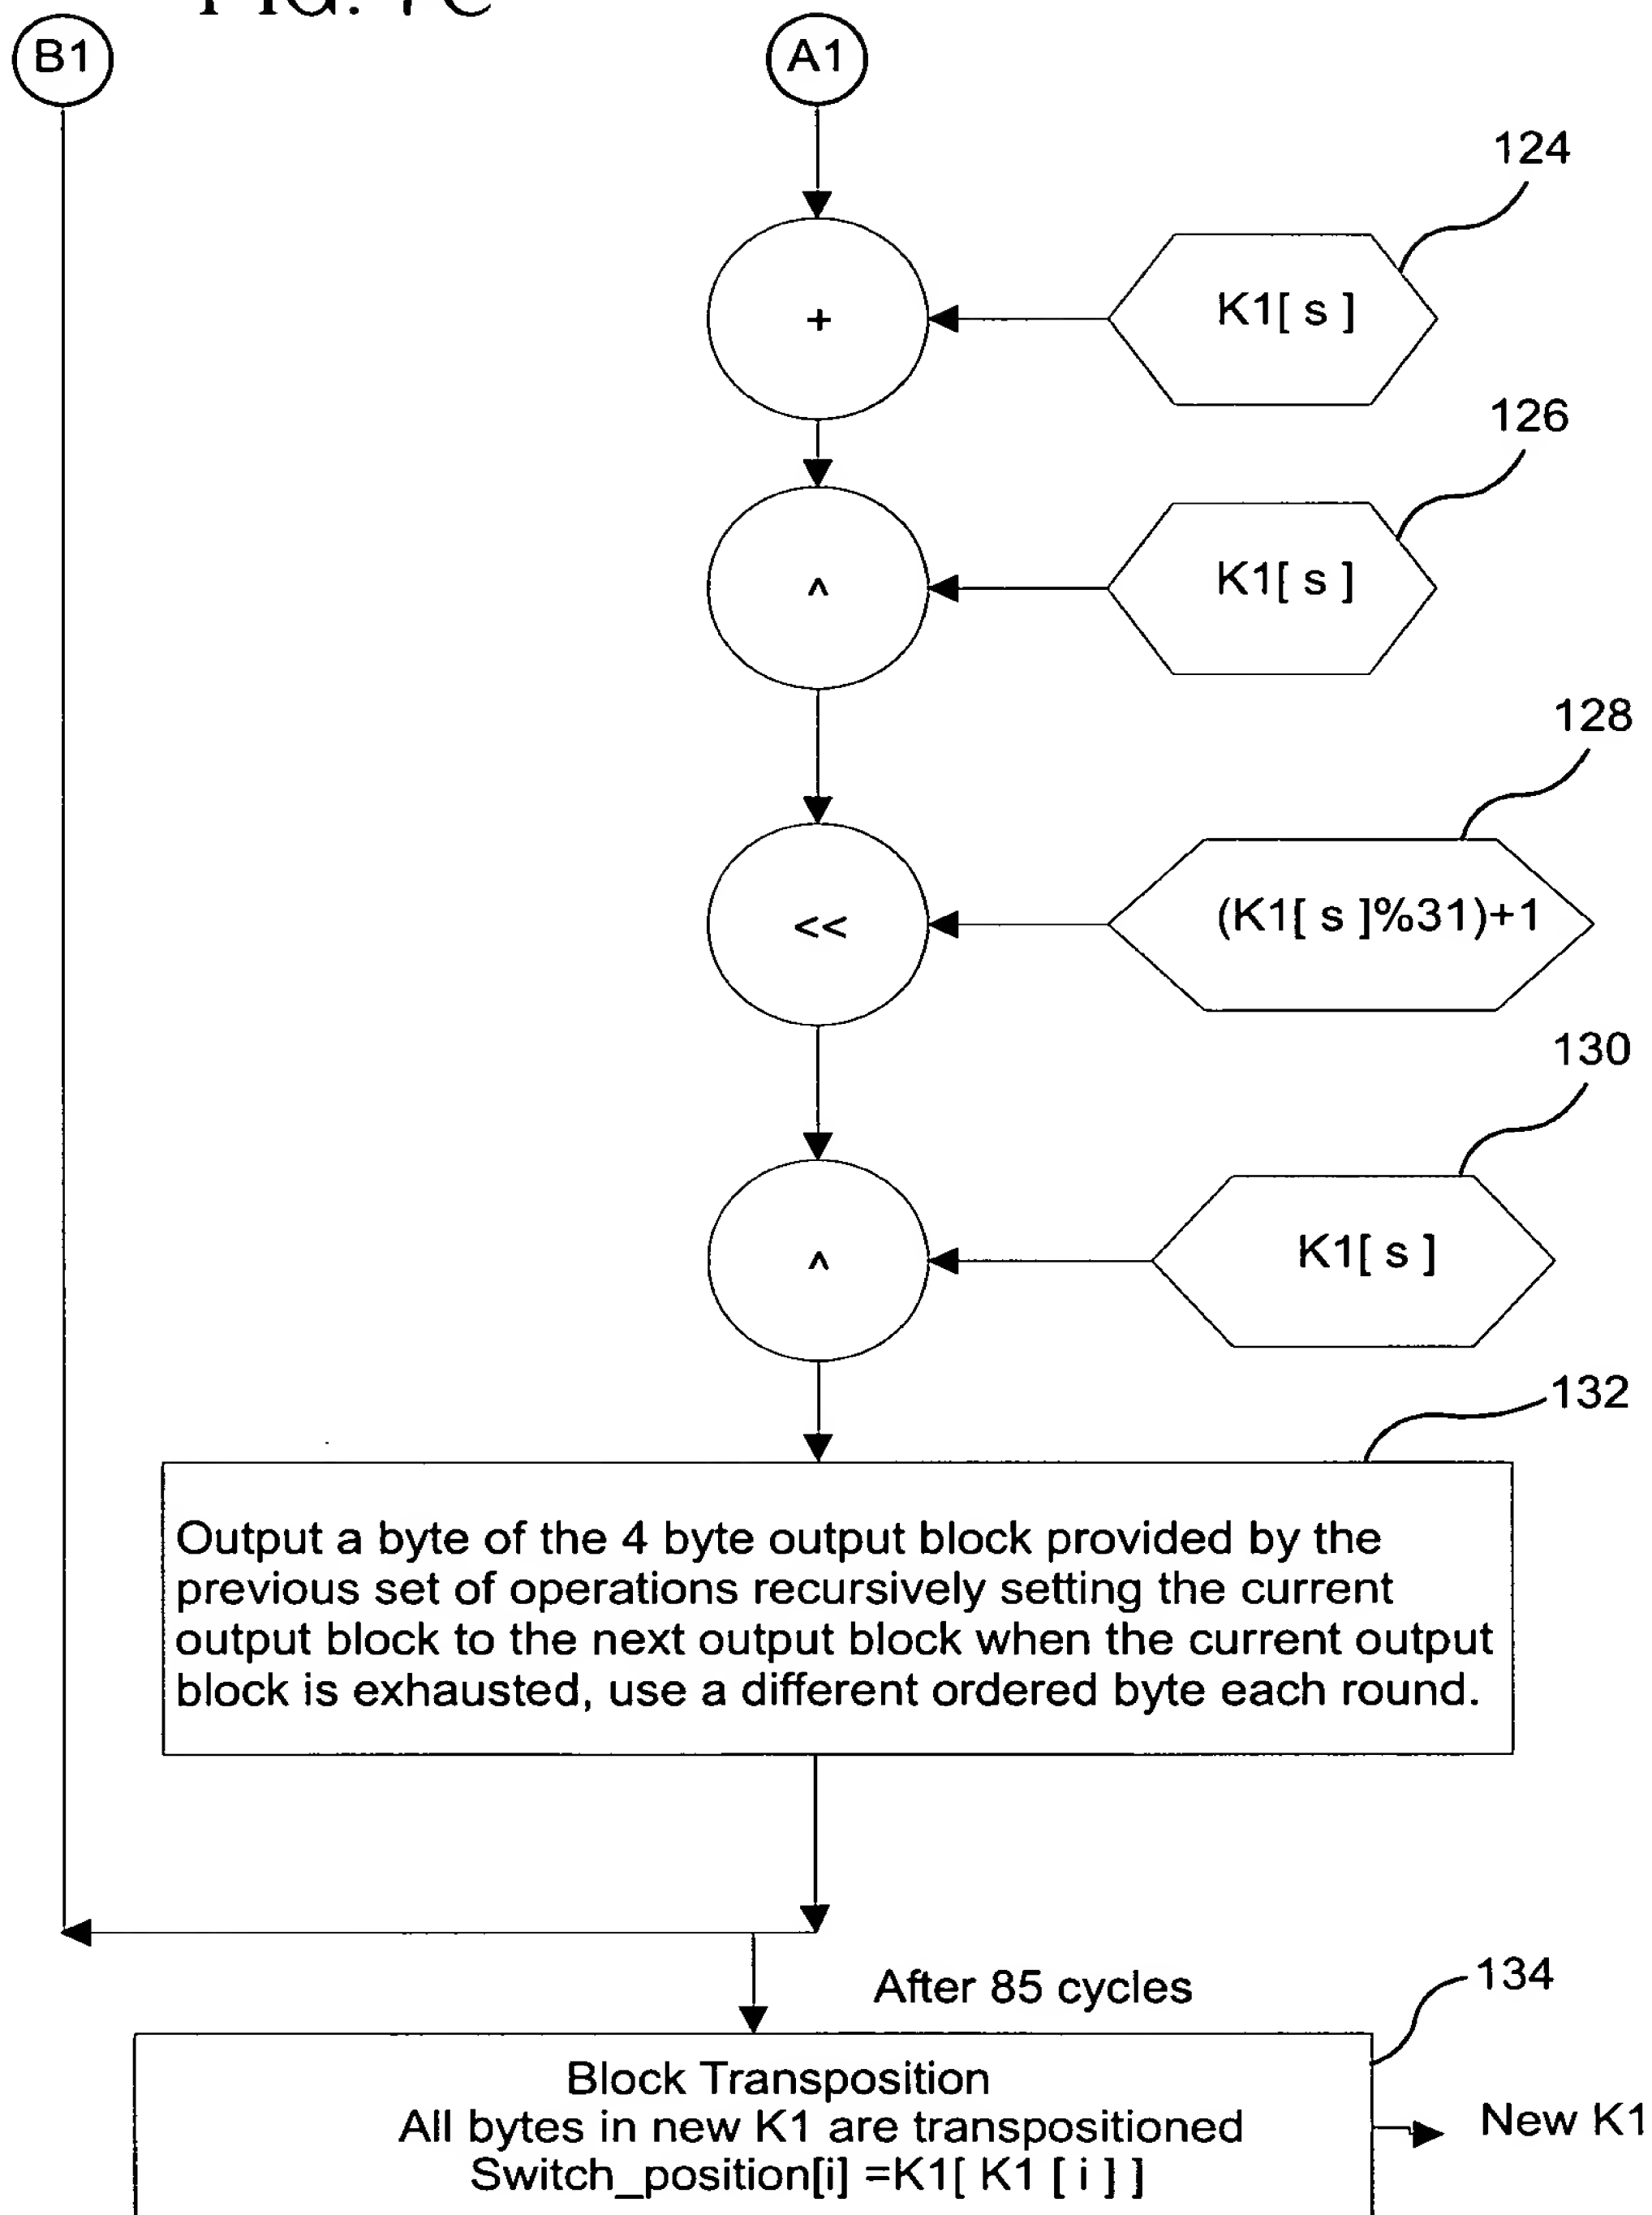 FIG. 7C
B1
A1
124
+
K1[ s ]
126
^
K1[ s ]
128
<<
(K1[ s ]%31)+1
130
^
K1[ s ]
132
Output a byte of the 4 byte output block provided by the
previous set of operations recursively setting the current
output block to the next output block when the current output
block is exhausted, use a different ordered byte each round.
After 85 cycles
134
Block Transposition
All bytes in new K1 are transpositioned
Switch_position[i] =K1[ K1 [ i ] ]
New K1